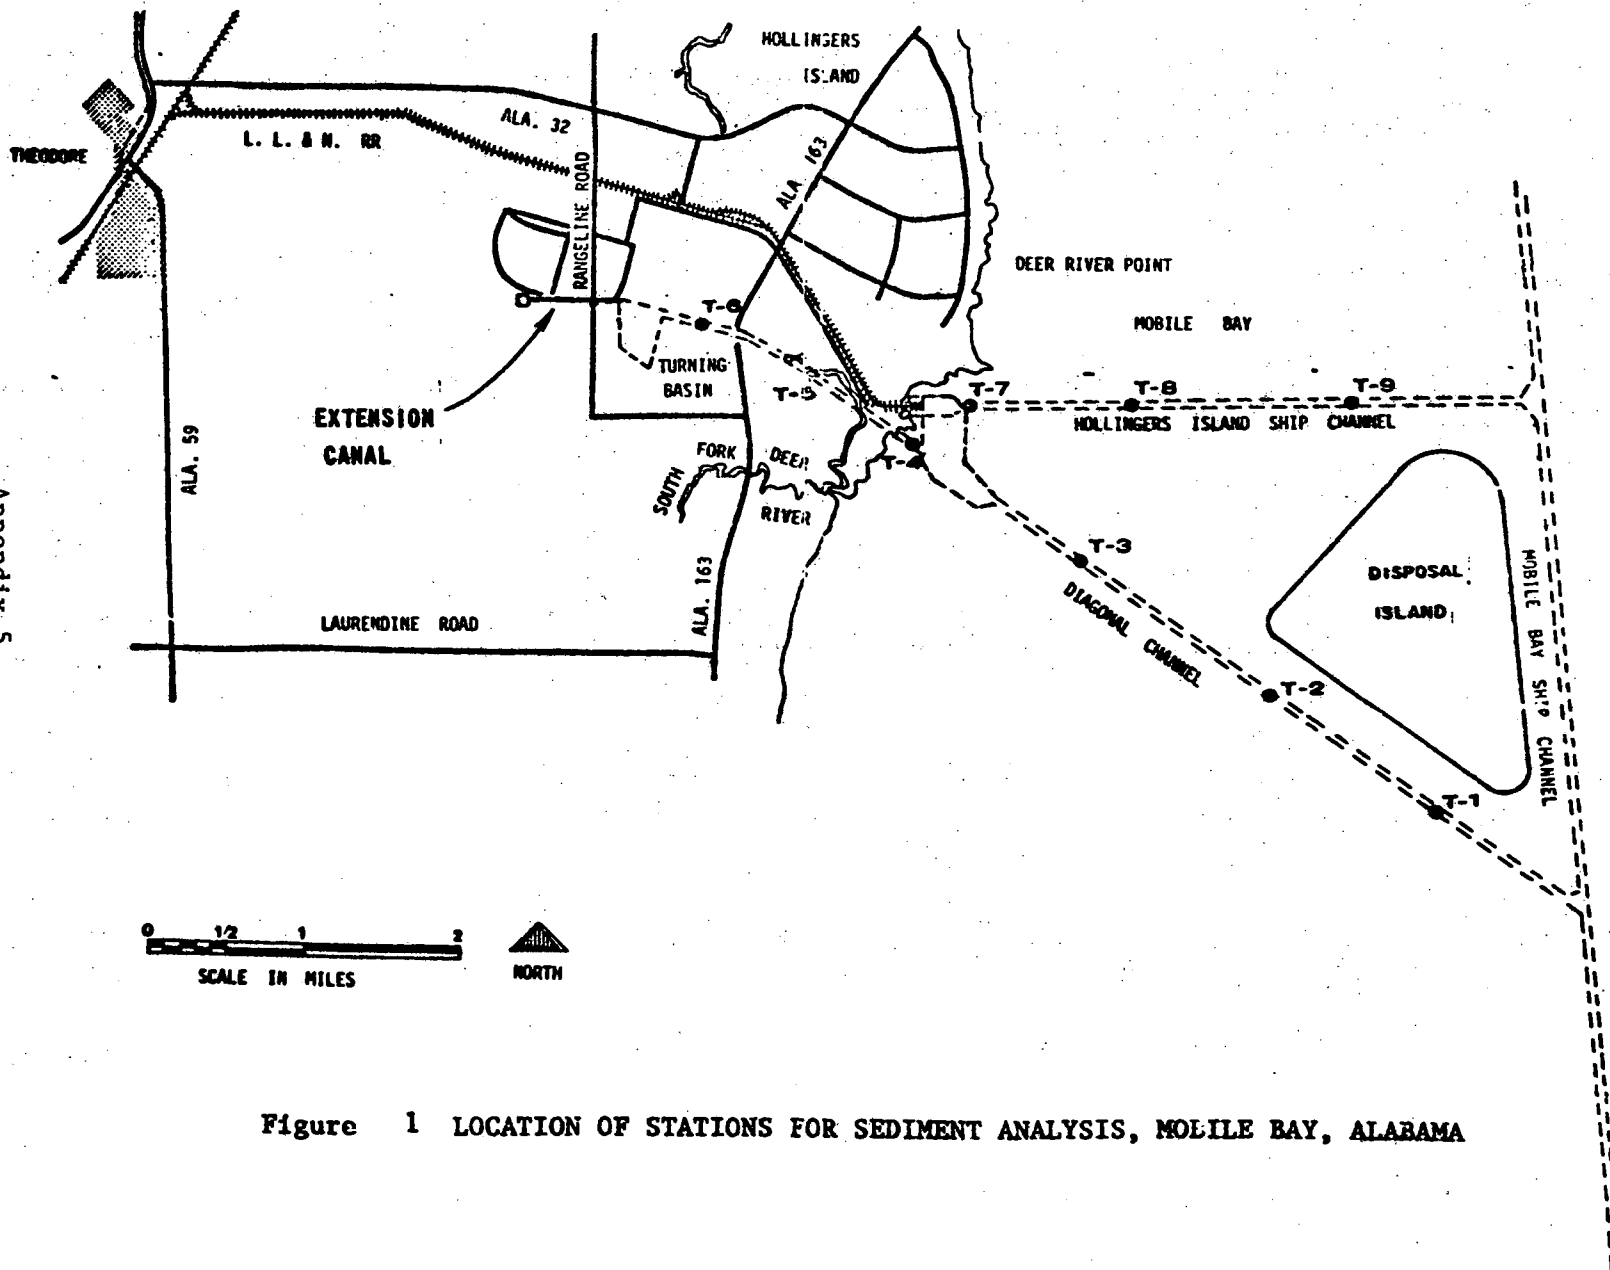 HOLLINGERS
ISLAND
ALA. 32
L. L. & N. RR
THEODORE
RANGELINE ROAD
ALA 163
DEER RIVER POINT
MOBILE BAY
T-6
TURNING
BASIN
T-5
T-7
T-8
T-9
HOLLINGERS ISLAND SHIP CHANNEL
EXTENSION
CANAL
ALA. 59
SOUTH FORK DEER
RIVER
T-4
T-3
DIAGONAL CHANNEL
DISPOSAL
ISLAND
MOBILE BAY SHIP CHANNEL
ALA. 163
LAURENDINE ROAD
T-2
T-1
0 1/2 1 2
SCALE IN MILES
NORTH
Figure 1 LOCATION OF STATIONS FOR SEDIMENT ANALYSIS, MOBILE BAY, ALABAMA